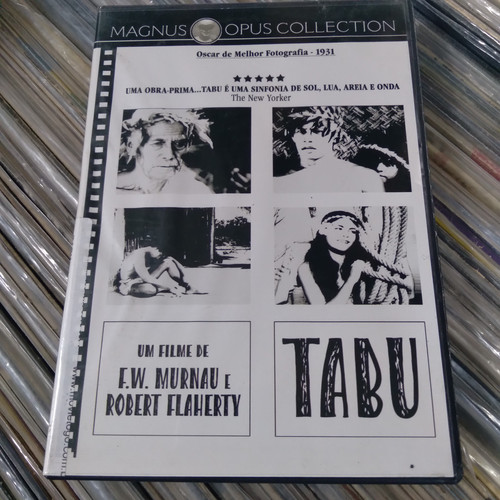 MAGNUS OPUS COLLECTION
Oscar de Melhor Fotografia - 1931
UMA OBRA-PRIMA...TABU É UMA SINFONIA DE SOL, LUA, AREIA E ONDA
The New Yorker
UM FILME DE
F.W. MURNAU E
ROBERT FLAHERTY
TABU